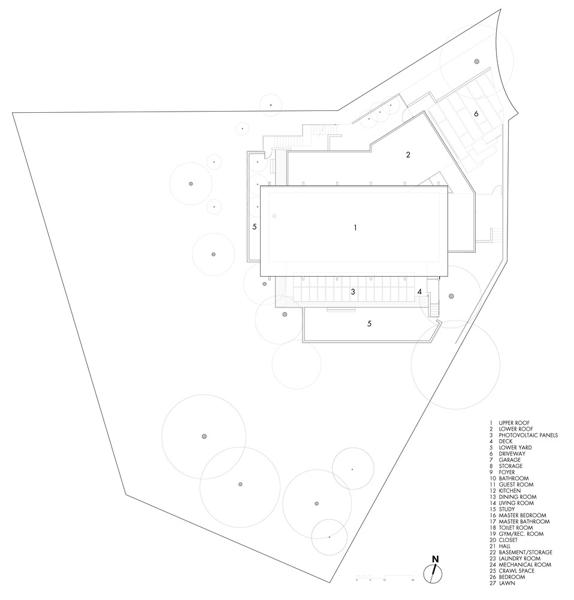 6
2
5
1
3
4
5
1 UPPER ROOF
2 LOWER ROOF
3 PHOTOVOLTAIC PANELS
4 DECK
5 LOWER YARD
6 DRIVEWAY
7 GARAGE
8 STORAGE
9 FOYER
10 BATHROOM
11 GUEST ROOM
12 KITCHEN
13 DINING ROOM
14 LIVING ROOM
15 STUDY
16 MASTER BEDROOM
17 MASTER BATHROOM
18 TOILET ROOM
19 GYM/REC. ROOM
20 CLOSET
21 HALL
22 BASEMENT/STORAGE
23 LAUNDRY ROOM
24 MECHANICAL ROOM
25 CRAWL SPACE
26 BEDROOM
27 LAWN
N